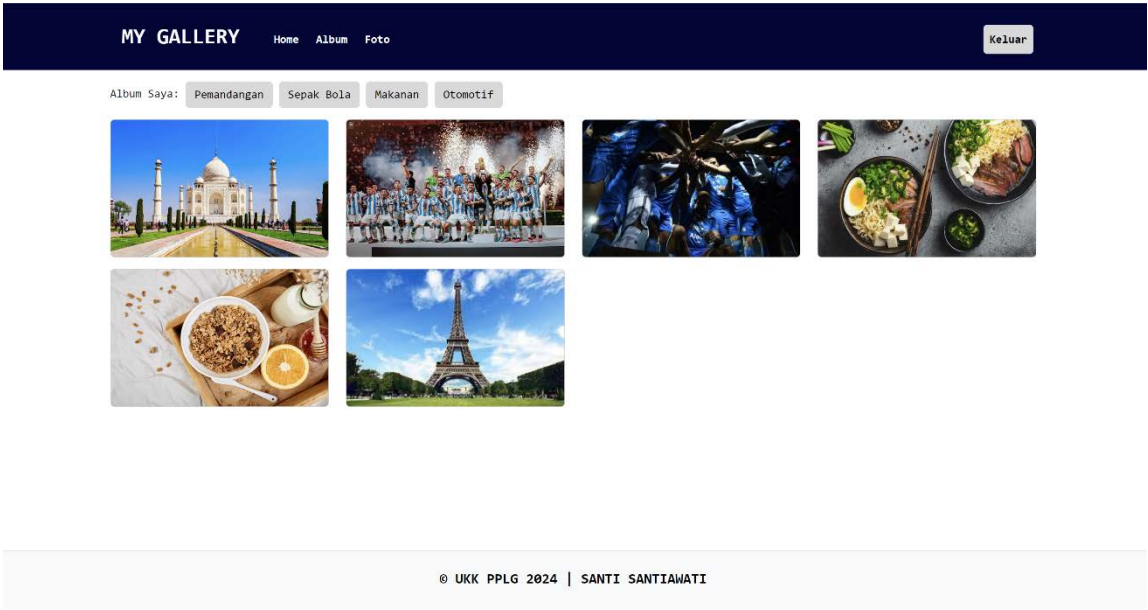 MY GALLERY Home Album Foto Keluar
Album Saya: Pemandangan Sepak Bola Makanan Otomotif
© UKK PPLG 2024 | SANTI SANTIAWATI